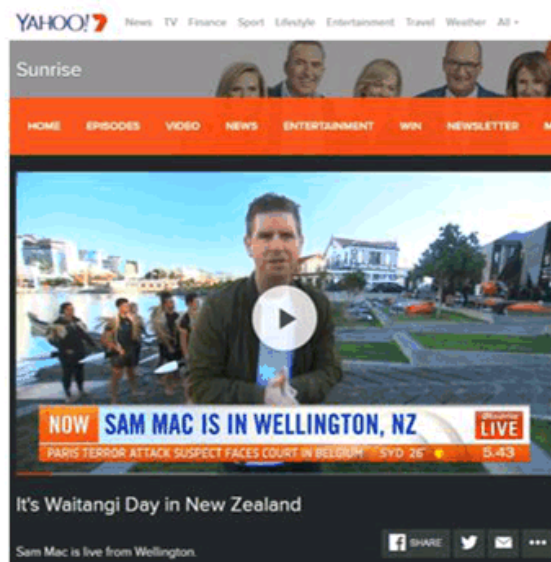 YAHOO!7 News TV Finance Sport Lifestyle Entertainment Travel Weather All
Sunrise
HOME EPISODES VIDEO NEWS ENTERTAINMENT WIN NEWSLETTER M
NOW SAM MAC IS IN WELLINGTON, NZ
Sunrise
LIVE
PARIS TERROR ATTACK SUSPECT FACES COURT IN BELGIUM SYD 26° 5.43
It's Waitangi Day in New Zealand
SHARE
Sam Mac is live from Wellington.